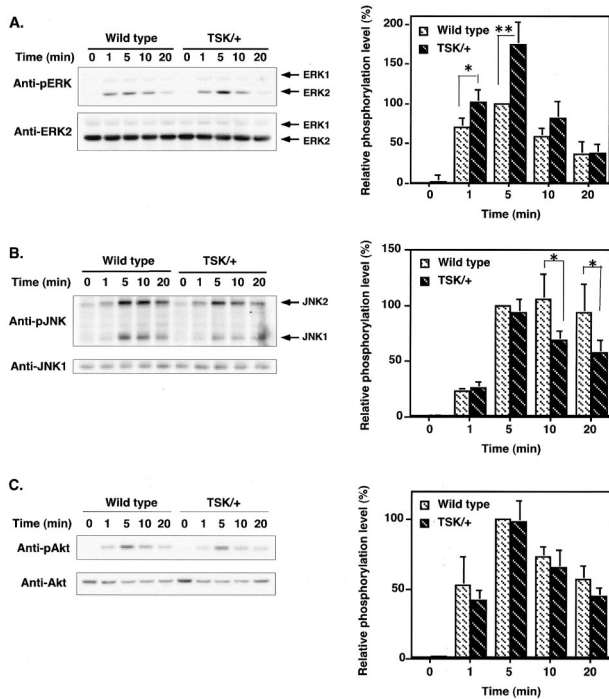 A.
Wild type TSK/+
Time (min) 0 1 5 10 20 0 1 5 10 20
Anti-pERK
ERK1
ERK2
Anti-ERK2
ERK1
ERK2
Relative phosphorylation level (%)
200
150
100
50
0
Wild type
TSK/+
*
**
0 1 5 10 20
Time (min)
B.
Wild type TSK/+
Time (min) 0 1 5 10 20 0 1 5 10 20
Anti-pJNK
JNK2
JNK1
Anti-JNK1
Relative phosphorylation level (%)
150
100
50
0
Wild type
TSK/+
*
*
0 1 5 10 20
Time (min)
C.
Wild type TSK/+
Time (min) 0 1 5 10 20 0 1 5 10 20
Anti-pAkt
Anti-Akt
Relative phosphorylation level (%)
150
100
50
0
Wild type
TSK/+
0 1 5 10 20
Time (min)